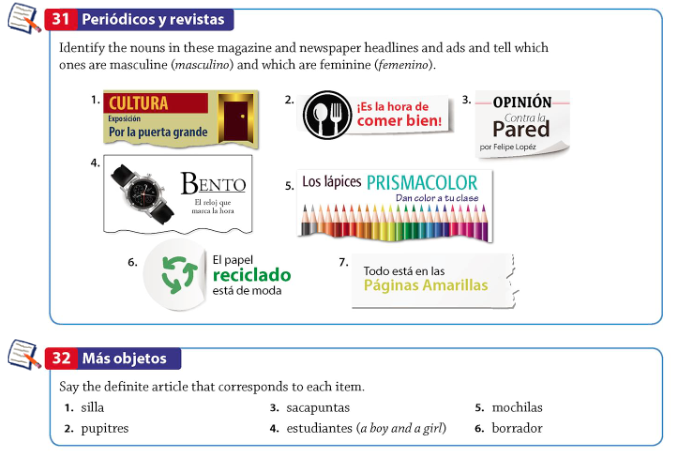 31 Periódicos y revistas
Identify the nouns in these magazine and newspaper headlines and ads and tell which
ones are masculine (masculino) and which are feminine (femenino).
1. CULTURA
Exposición
Por la puerta grande
2. ¡Es la hora de
comer bien!
3. OPINIÓN
Contra la
Pared
por Felipe Lopéz
4. BENTO
El reloj que
marca la hora
5. Los lápices PRISMACOLOR
Dan color a tu clase
6. El papel
reciclado
está de moda
7. Todo está en las
Páginas Amarillas
32 Más objetos
Say the definite article that corresponds to each item.
1. silla
2. pupitres
3. sacapuntas
4. estudiantes (a boy and a girl)
5. mochilas
6. borrador